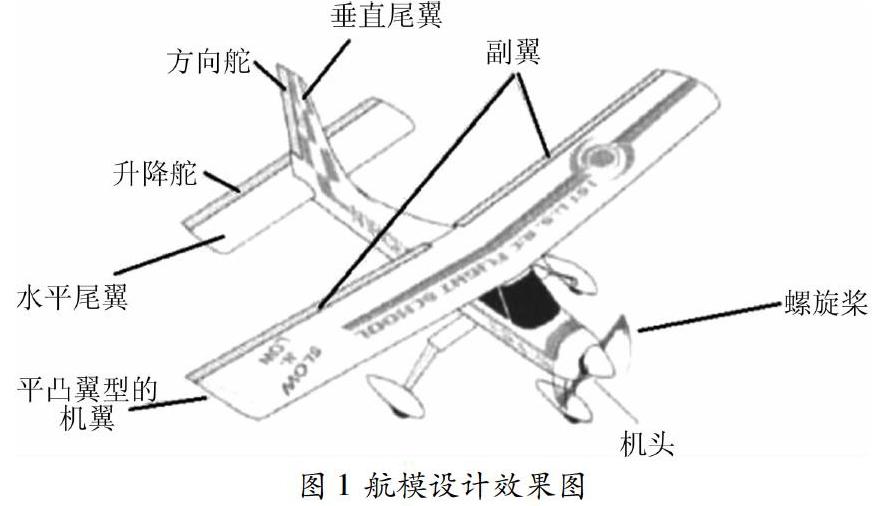 垂直尾翼
方向舵
副翼
升降舵
水平尾翼
螺旋桨
平凸翼型的
机翼
机头
1ST U.S. R/C FLIGHT SCHOOL
SLOW
LOW
图 1 航模设计效果图